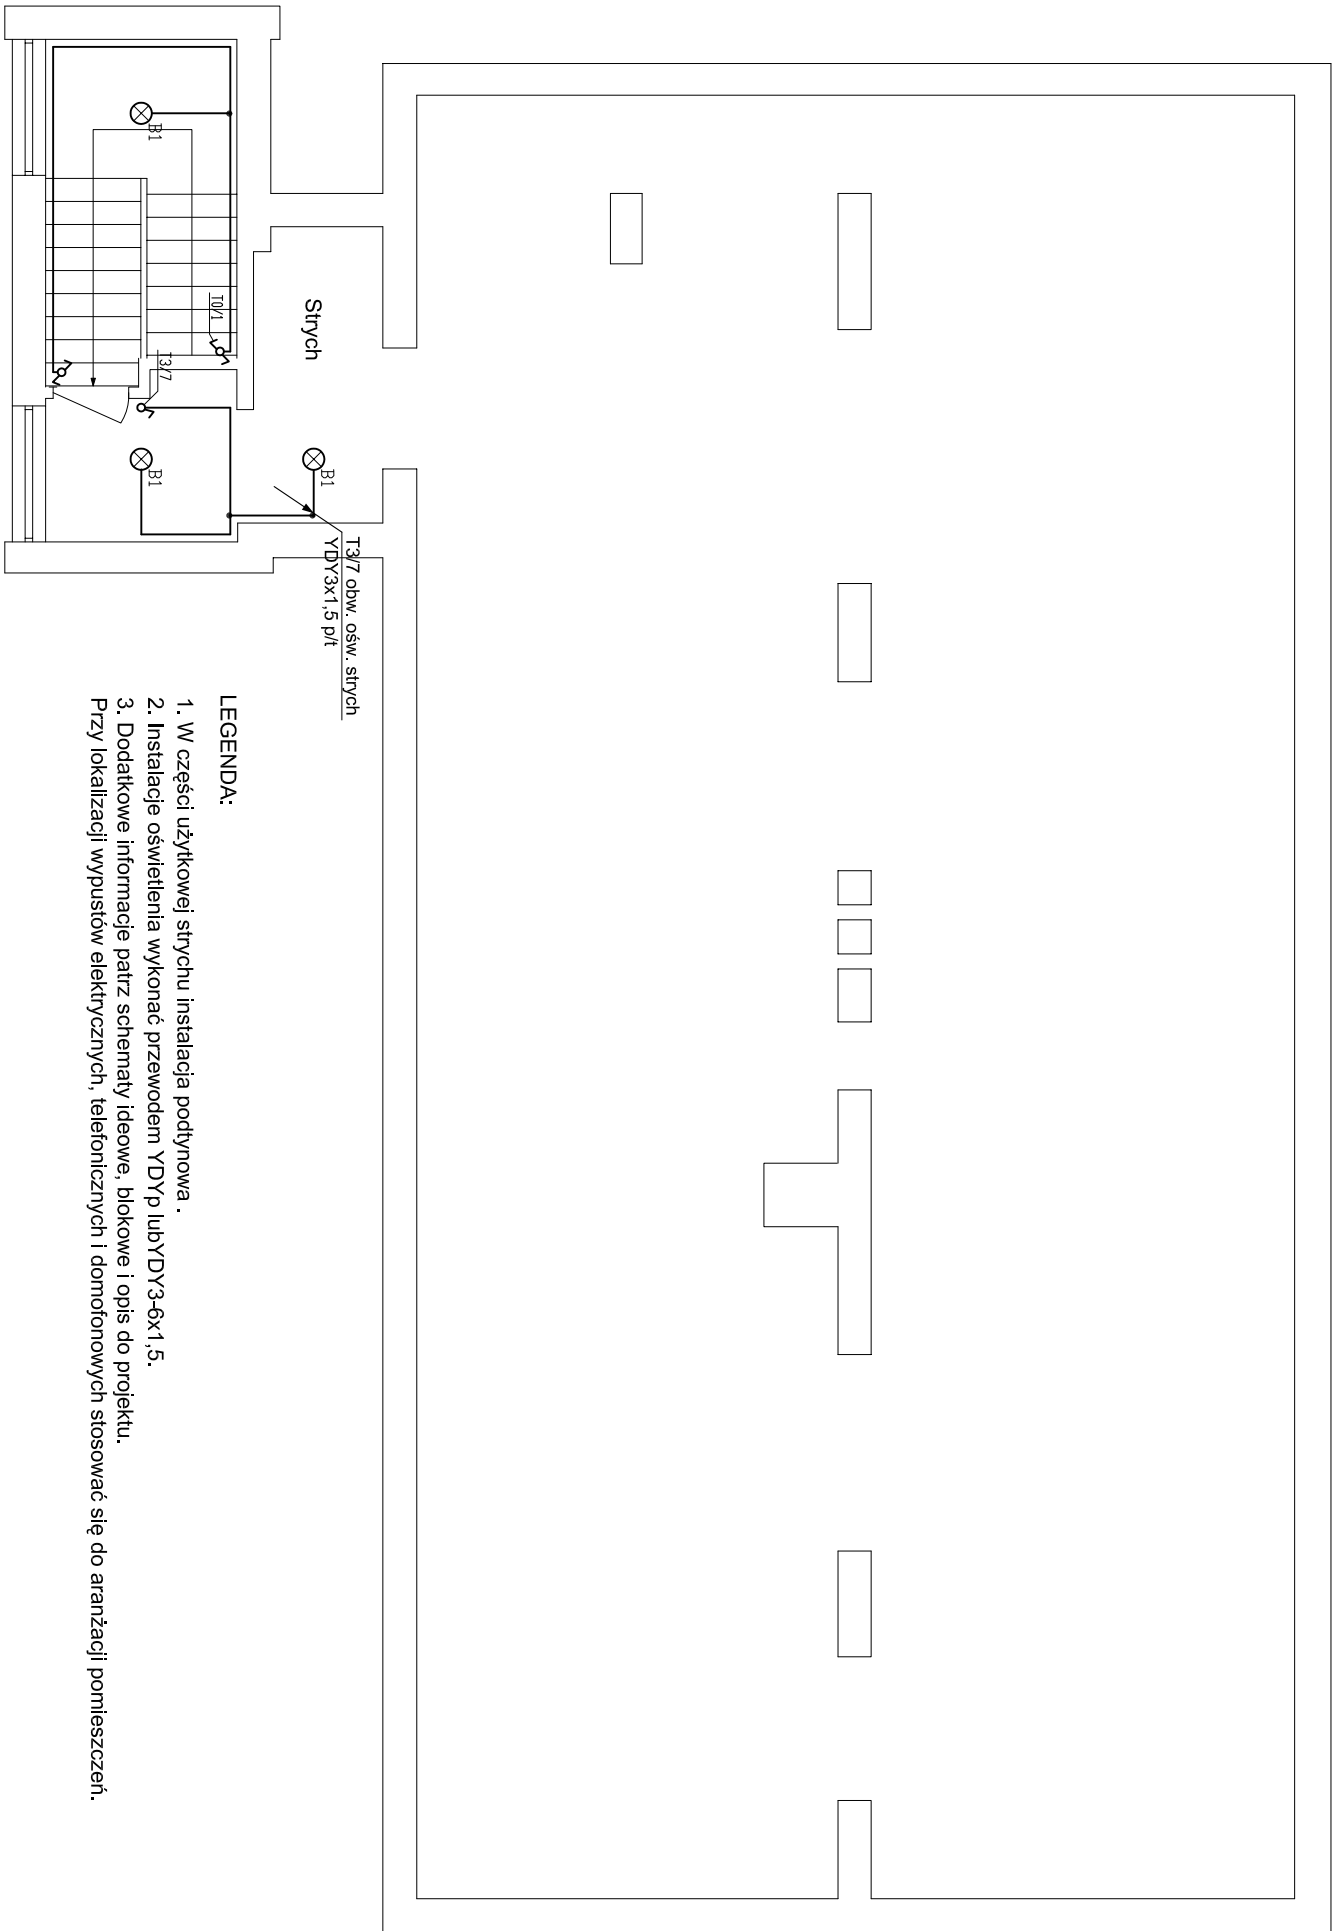 B1
T0/1
T3/7
B1
B1
Strych
T3/7 obw. ośw. strych
YDY3x1,5 p/t
LEGENDA:
1. W części użytkowej strychu instalacja podtynowa .
2. Instalacje oświetlenia wykonać przewodem YDYp lubYDY3-6x1,5.
3. Dodatkowe informacje patrz schematy ideowe, blokowe i opis do projektu.
Przy lokalizacji wypustów elektrycznych, telefonicznych i domofonowych stosować się do aranżacji pomieszczeń.